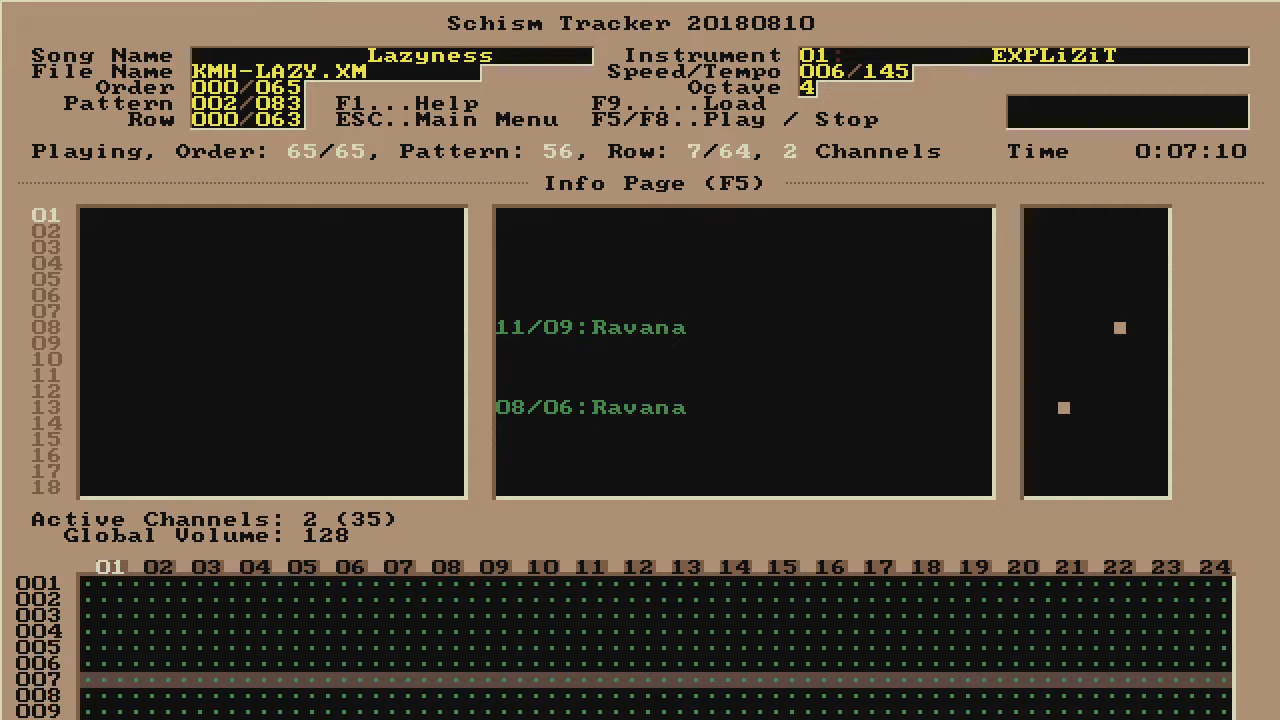 Schism Tracker 20180810
Song Name Lazyness Instrument 01: EXPLiZiT
File Name KMH-LAZY.XM Speed/Tempo 006/145
Order 000/065 Octave 4
Pattern 002/083 F1...Help F9.....Load
Row 000/063 ESC..Main Menu F5/F8..Play / Stop
Playing, Order: 65/65, Pattern: 56, Row: 7/64, 2 Channels Time 0:07:10
Info Page (F5)
01
02
03
04
05
06
07
08 11/09:Ravana
09
10
11
12
13 08/06:Ravana
14
15
16
17
18
Active Channels: 2 (35)
Global Volume: 128
01 02 03 04 05 06 07 08 09 10 11 12 13 14 15 16 17 18 19 20 21 22 23 24
001
002
003
004
005
006
007
008
009